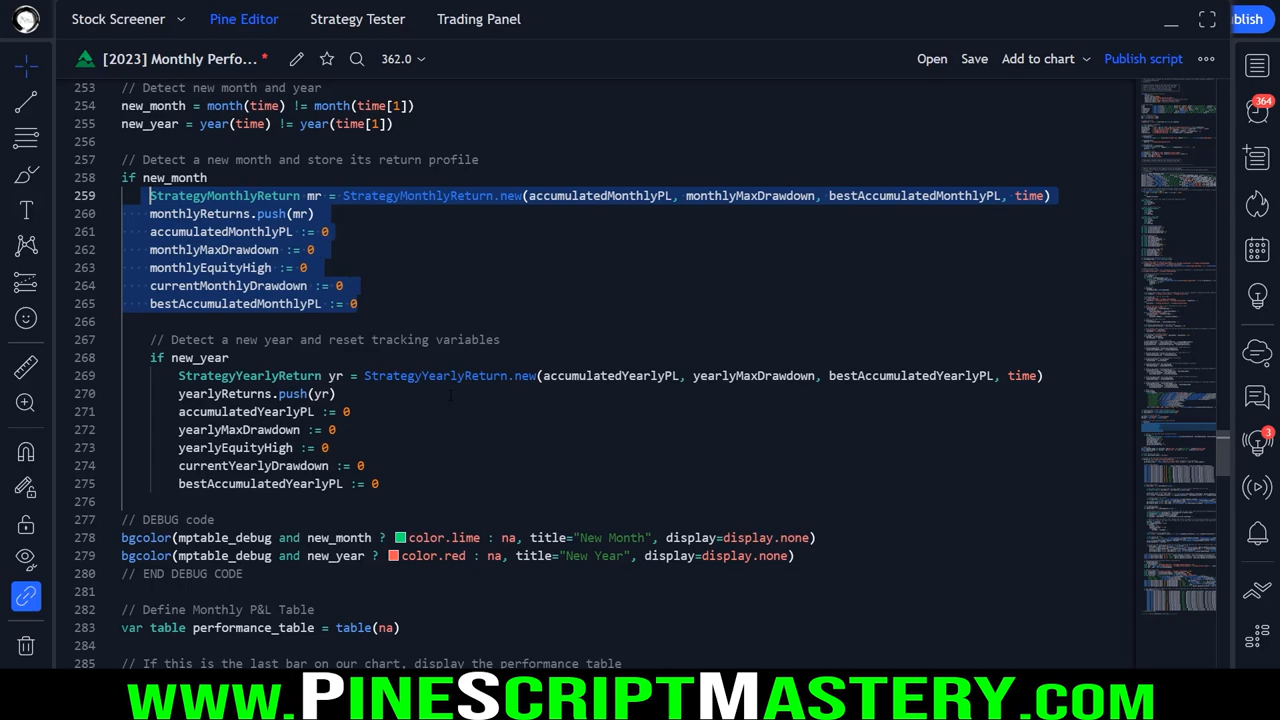 Stock Screener
Pine Editor
Strategy Tester
Trading Panel
blish
[2023] Monthly Perfo... *
362.0
Open
Save
Add to chart
Publish script
253 // Detect new month and year
254 new_month = month(time) != month(time[1])
255 new_year = year(time) != year(time[1])
256
257 // Detect a new month and store its return profile
258 if new_month
259 StrategyMonthlyReturn mr = StrategyMonthlyReturn.new(accumulatedMonthlyPL, monthlyMaxDrawdown, bestAccumulatedMonthlyPL, time)
260 monthlyReturns.push(mr)
261 accumulatedMonthlyPL := 0
262 monthlyMaxDrawdown := 0
263 monthlyEquityHigh := 0
264 currentMonthlyDrawdown := 0
265 bestAccumulatedMonthlyPL := 0
266
267 // Detect a new year and reset tracking variables
268 if new_year
269 StrategyYearlyReturn yr = StrategyYearlyReturn.new(accumulatedYearlyPL, yearlyMaxDrawdown, bestAccumulatedYearlyPL, time)
270 yearlyReturns.push(yr)
271 accumulatedYearlyPL := 0
272 yearlyMaxDrawdown := 0
273 yearlyEquityHigh := 0
274 currentYearlyDrawdown := 0
275 bestAccumulatedYearlyPL := 0
276
277 // DEBUG code
278 bgcolor(mptable_debug and new_month ? color.lime : na, title="New Month", display=display.none)
279 bgcolor(mptable_debug and new_year ? color.red : na, title="New Year", display=display.none)
280 // END DEBUG CODE
281
282 // Define Monthly P&L Table
283 var table performance_table = table(na)
284
285 // If this is the last bar on our chart, display the performance table
364
3
www.PineScriptMastery.com